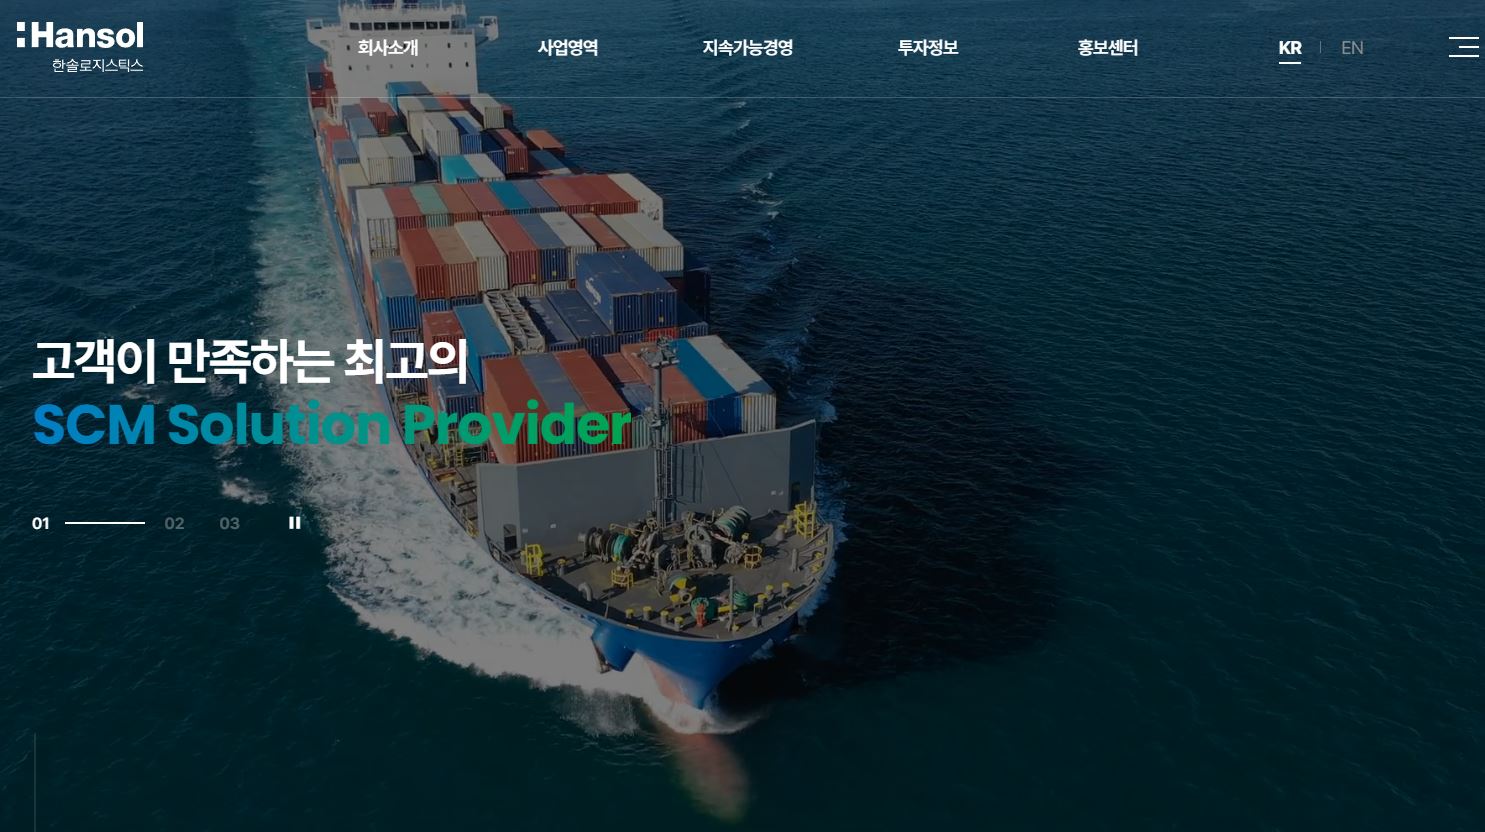 Hansol
한솔로지스틱스
회사소개
사업영역
지속가능경영
투자정보
홍보센터
KR
EN
고객이 만족하는 최고의
SCM Solution Provider
01
02
03